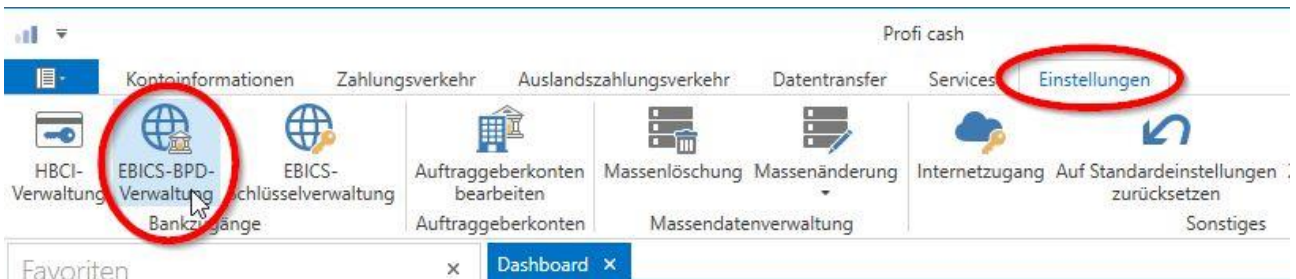 Profi cash
Kontoinformationen Zahlungsverkehr Auslandszahlungsverkehr Datentransfer Services Einstellungen
HBCI- EBICS-BPD- EBICS- Auftraggeberkonten Massenlöschung Massenänderung Internetzugang Auf Standardeinstellungen
Verwaltung Verwaltung Schlüsselverwaltung bearbeiten zurücksetzen
Bankzugänge Auftraggeberkonten Massendatenverwaltung Sonstiges
Favoriten Dashboard